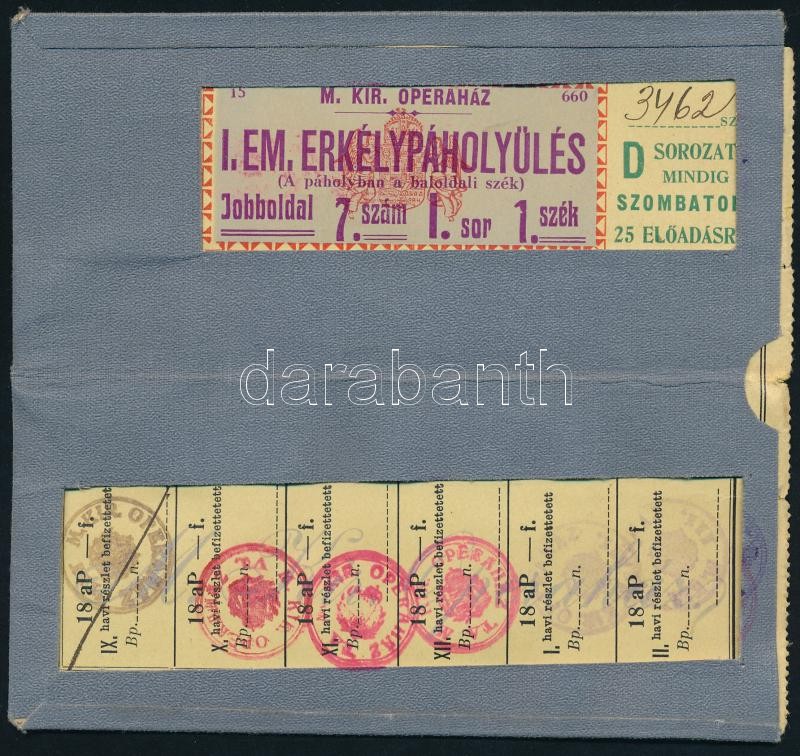 15 M. KIR. OPERAHÁZ 660
I. EM. ERKÉLYPÁHOLYÜLÉS
(A páholyban a baloldali szék)
Jobboldal 7. szám I. sor 1. szék
3462
SZ
D SOROZAT
MINDIG
SZOMBATO
25 ELŐADÁSR
darabanth
18 aP — f.
IX. havi részlet befizettetett
Bp. n.
18 aP — f.
X. havi részlet befizettetett
Bp. n.
18 aP — f.
XI. havi részlet befizettetett
Bp. n.
18 aP — f.
XII. havi részlet befizettetett
Bp. n.
18 aP — f.
I. havi részlet befizettetett
Bp. n.
18 aP — f.
II. havi részlet befizettetett
Bp. n.